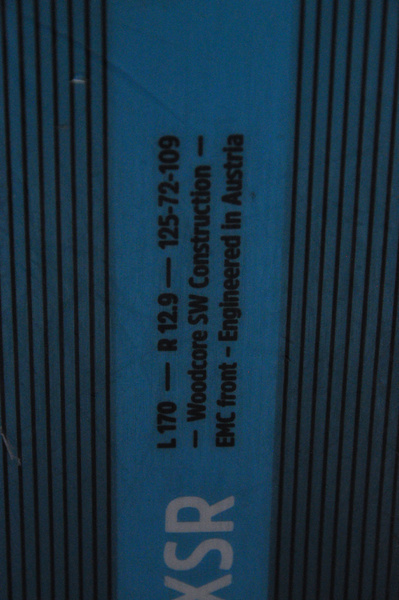 L 170 — R 12.9 — 125-72-109
— Woodcore SW Construction —
EMC front - Engineered in Austria
XSR